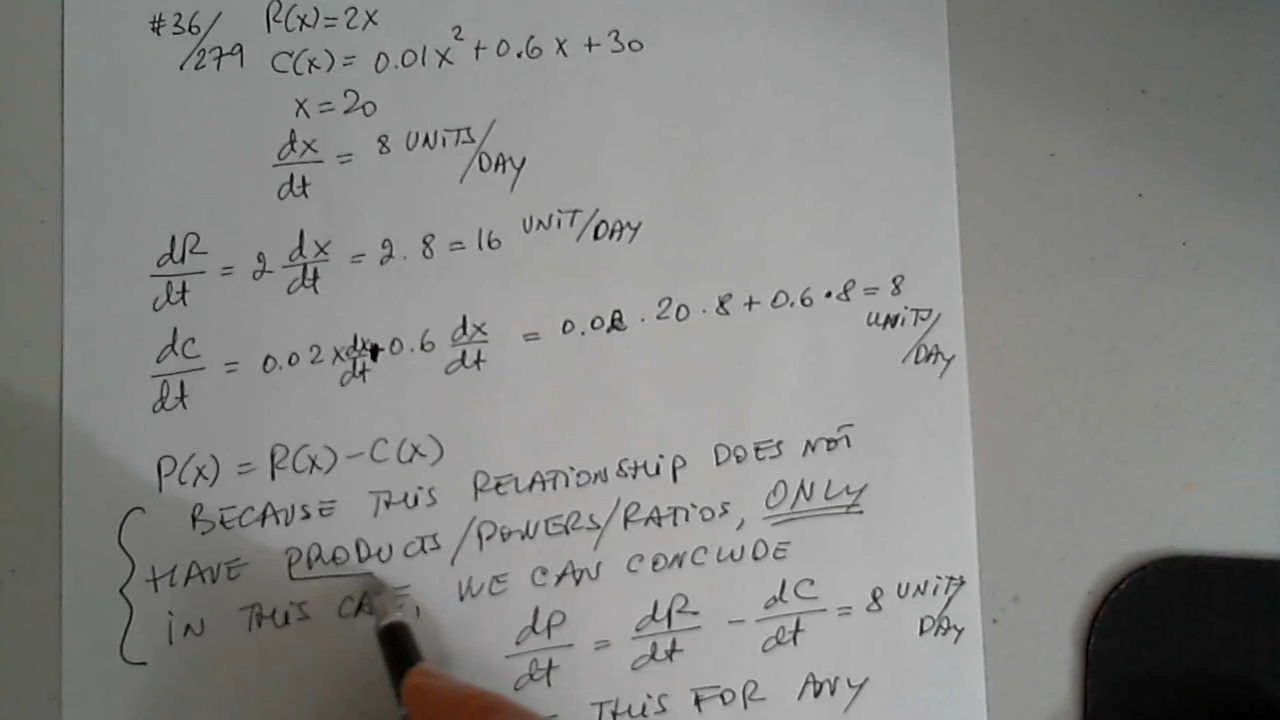 #36/279 R(x)=2x
C(x)= 0.01x²+0.6x+30
x=20
dx/dt = 8 UNITS/DAY
dR/dt = 2 dx/dt = 2.8=16 UNIT/DAY
dC/dt = 0.02x dx/dt + 0.6 dx/dt = 0.02 . 20 . 8 + 0.6 • 8 = 8 UNITS/DAY
P(x) = R(x)-C(x)
BECAUSE THIS RELATIONSHIP DOES NOT
HAVE PRODUCTS/POWERS/RATIOS, ONLY
IN THIS CASE, WE CAN CONCLUDE
dP/dt = dR/dt - dC/dt = 8 UNITS/DAY
THIS FOR ANY